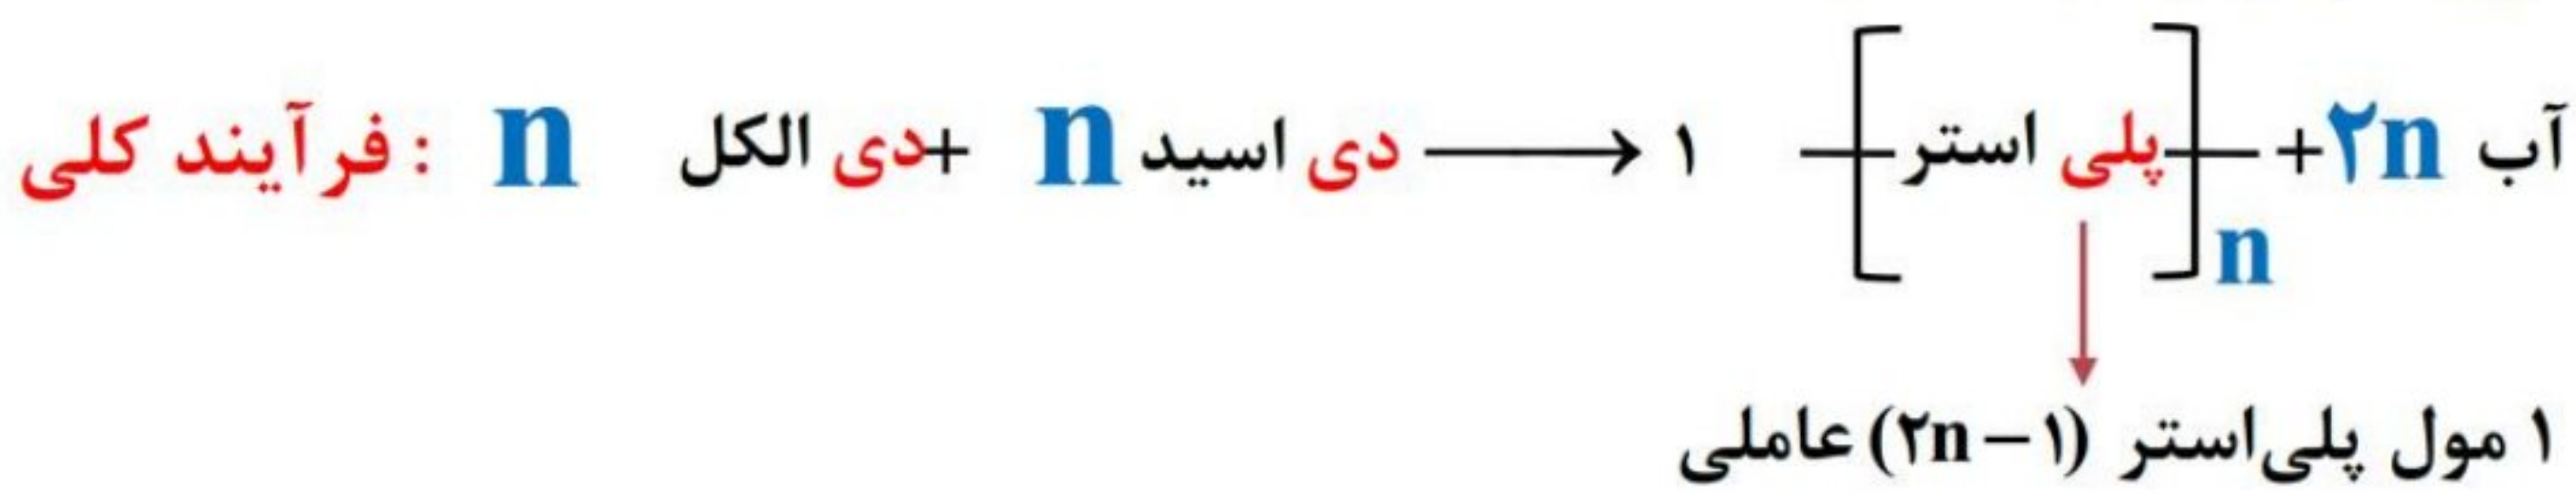 فرآیند کلی : n دی الکل + n دی اسید ⟶ ۱ [پلی استر]n + ۲n آب
۱ مول پلی‌استر (۲n − ۱) عاملی